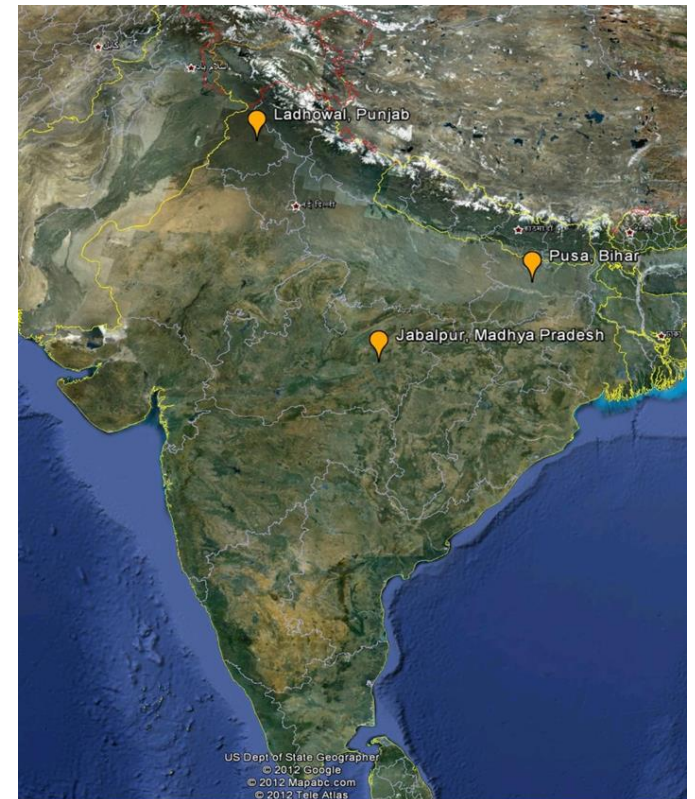 Ladhowal, Punjab
Pusa, Bihar
Jabalpur, Madhya Pradesh
US Dept of State Geographer
© 2012 Google
© 2012 Mapabc.com
© 2012 Tele Atlas